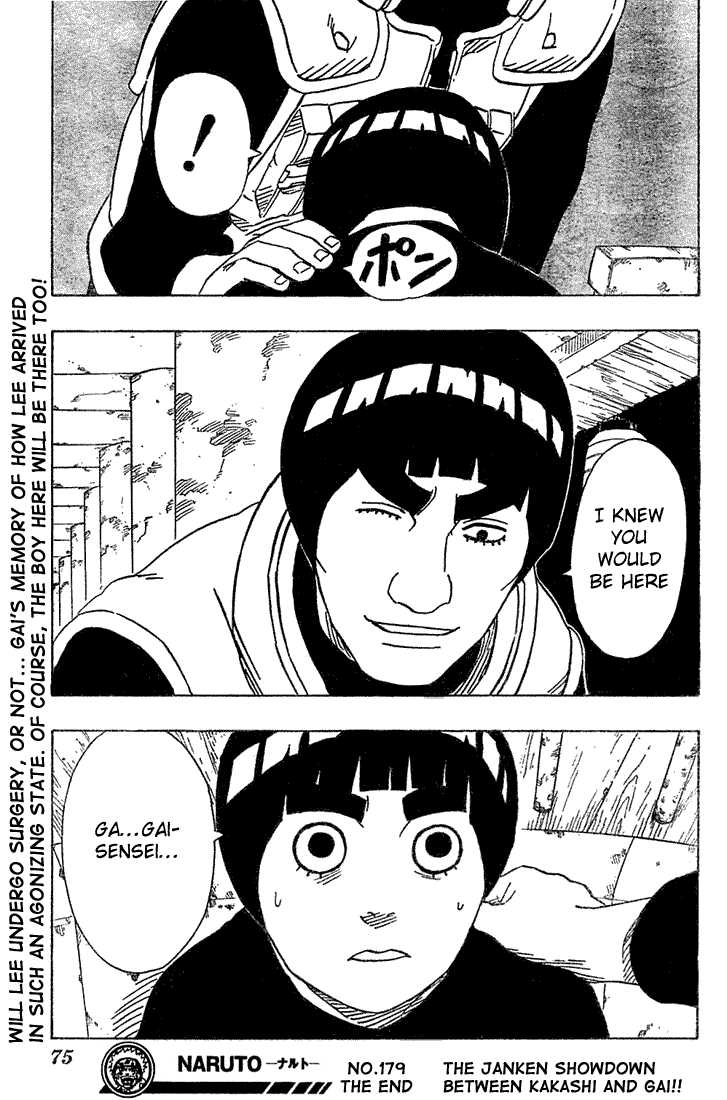 !
ポン
I KNEW
YOU
WOULD
BE HERE
GA...GAI-
SENSEI...
WILL LEE UNDERGO SURGERY, OR NOT... GAI'S MEMORY OF HOW LEE ARRIVED
IN SUCH AN AGONIZING STATE. OF COURSE, THE BOY HERE WILL BE THERE TOO!
75
NARUTO —ナルト—
NO.179
THE END
THE JANKEN SHOWDOWN
BETWEEN KAKASHI AND GAI!!